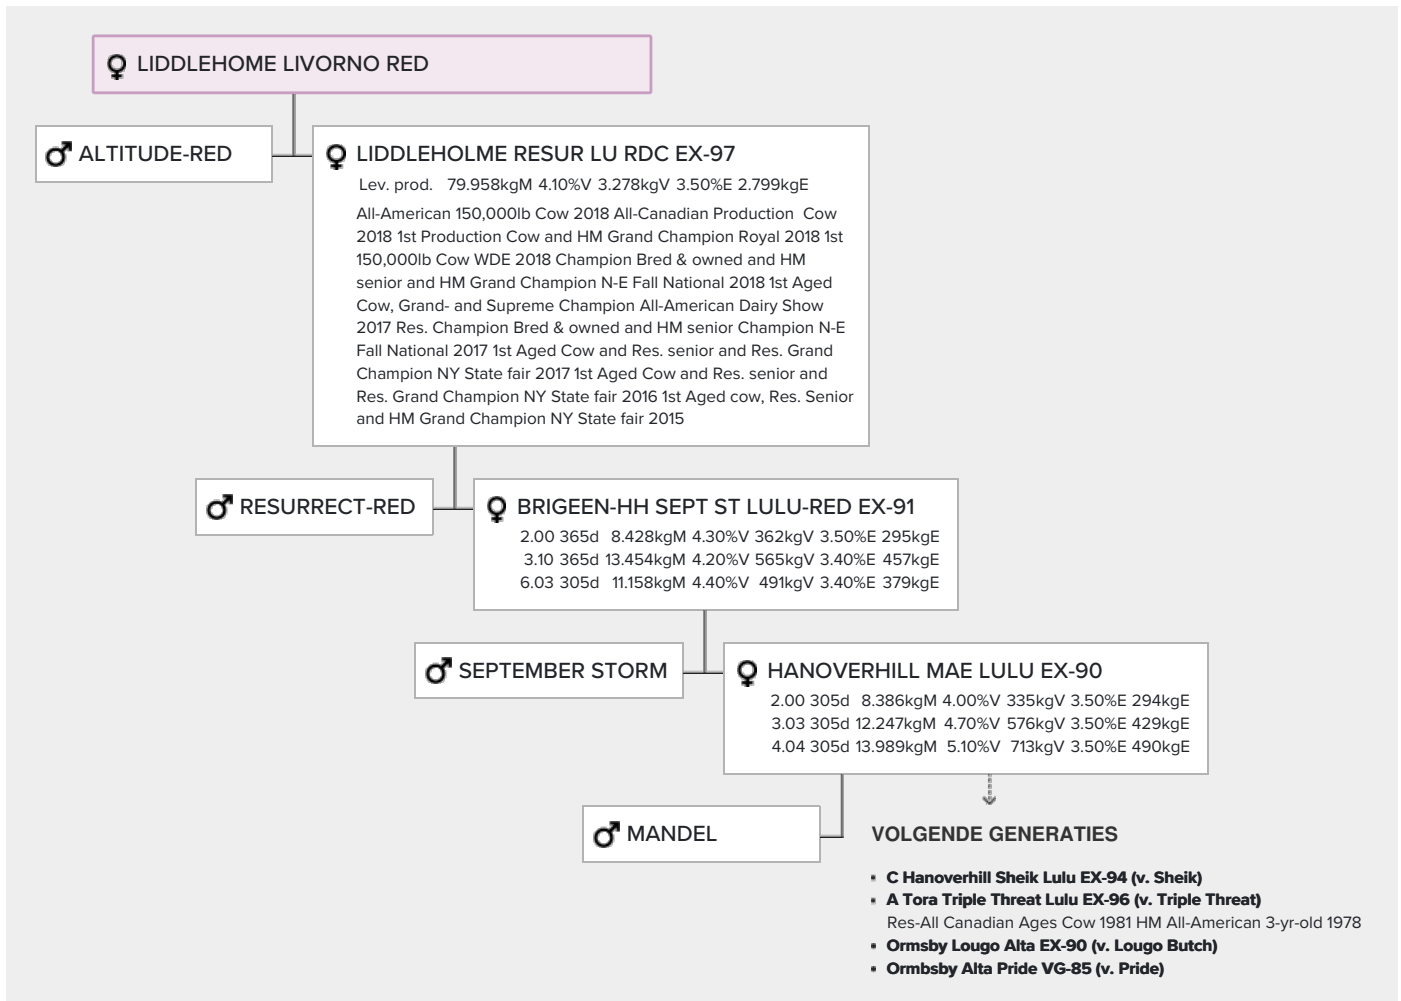 LIDDLEHOME LIVORNO RED
ALTITUDE-RED
LIDDLEHOLME RESUR LU RDC EX-97
Lev. prod. 79.958kgM 4.10%V 3.278kgV 3.50%E 2.799kgE
All-American 150,000lb Cow 2018 All-Canadian Production Cow
2018 1st Production Cow and HM Grand Champion Royal 2018 1st
150,000lb Cow WDE 2018 Champion Bred & owned and HM
senior and HM Grand Champion N-E Fall National 2018 1st Aged
Cow, Grand- and Supreme Champion All-American Dairy Show
2017 Res. Champion Bred & owned and HM senior Champion N-E
Fall National 2017 1st Aged Cow and Res. senior and Res. Grand
Champion NY State fair 2017 1st Aged Cow and Res. senior and
Res. Grand Champion NY State fair 2016 1st Aged cow, Res. Senior
and HM Grand Champion NY State fair 2015
RESURRECT-RED
BRIGEEN-HH SEPT ST LULU-RED EX-91
2.00 365d 8.428kgM 4.30%V 362kgV 3.50%E 295kgE
3.10 365d 13.454kgM 4.20%V 565kgV 3.40%E 457kgE
6.03 305d 11.158kgM 4.40%V 491kgV 3.40%E 379kgE
SEPTEMBER STORM
HANOVERHILL MAE LULU EX-90
2.00 305d 8.386kgM 4.00%V 335kgV 3.50%E 294kgE
3.03 305d 12.247kgM 4.70%V 576kgV 3.50%E 429kgE
4.04 305d 13.989kgM 5.10%V 713kgV 3.50%E 490kgE
MANDEL
VOLGENDE GENERATIES
• C Hanoverhill Sheik Lulu EX-94 (v. Sheik)
• A Tora Triple Threat Lulu EX-96 (v. Triple Threat)
Res-All Canadian Ages Cow 1981 HM All-American 3-yr-old 1978
• Ormsby Lougo Alta EX-90 (v. Lougo Butch)
• Ormbsby Alta Pride VG-85 (v. Pride)